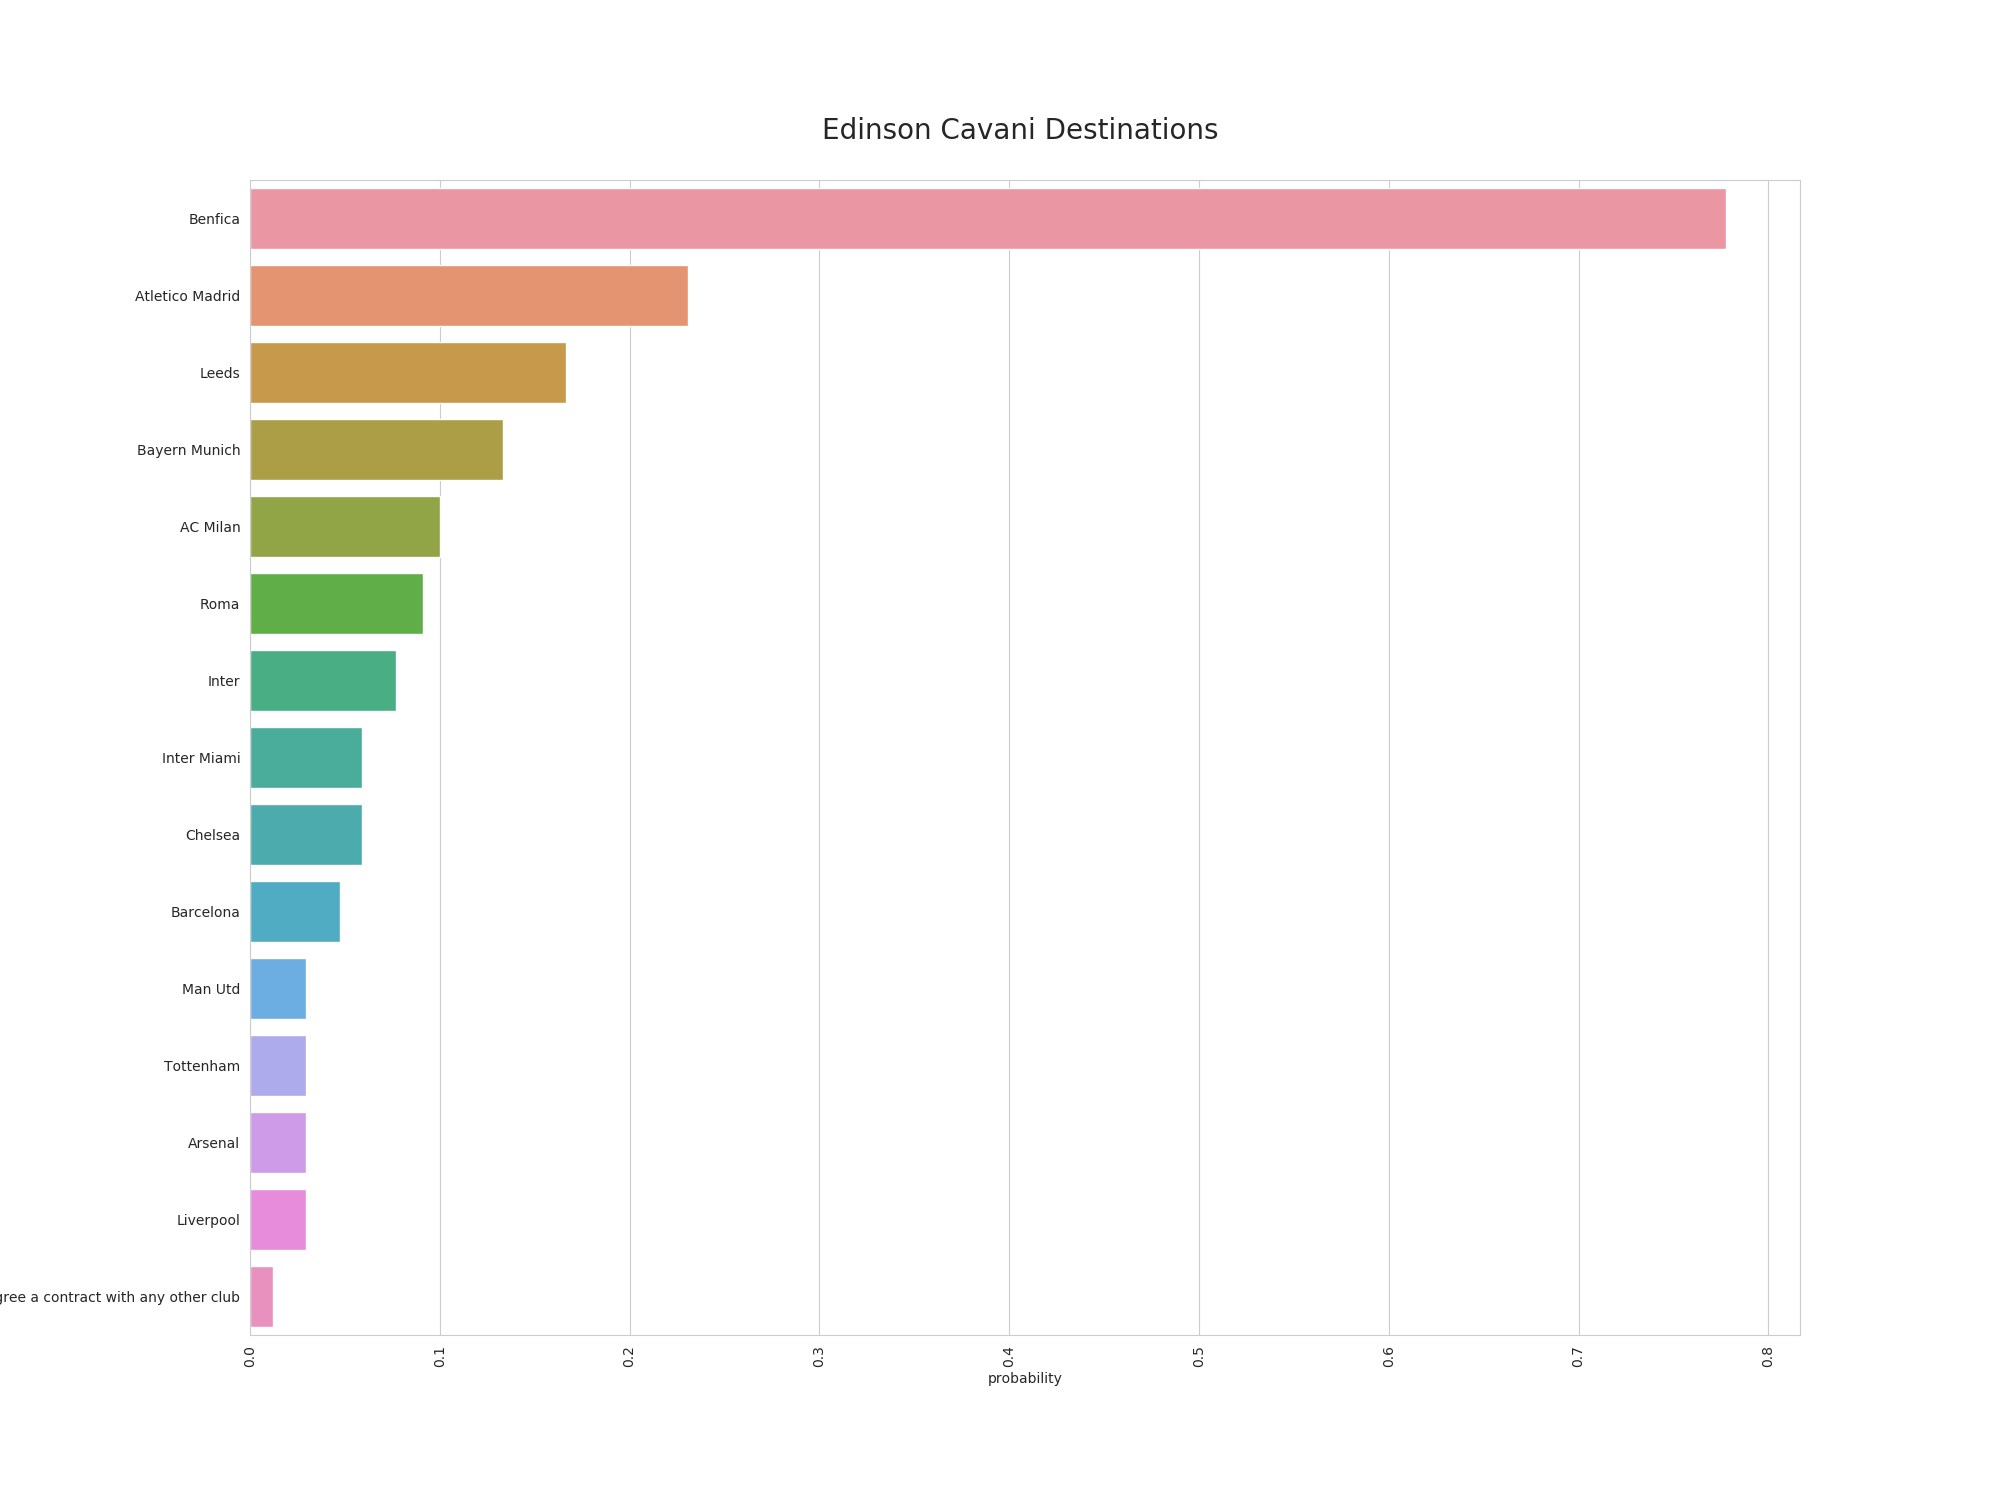 Edinson Cavani Destinations
Benfica
Atletico Madrid
Leeds
Bayern Munich
AC Milan
Roma
Inter
Inter Miami
Chelsea
Barcelona
Man Utd
Tottenham
Arsenal
Liverpool
a contract with any other club
0.0 0.1 0.2 0.3 0.4 0.5 0.6 0.7 0.8
probability